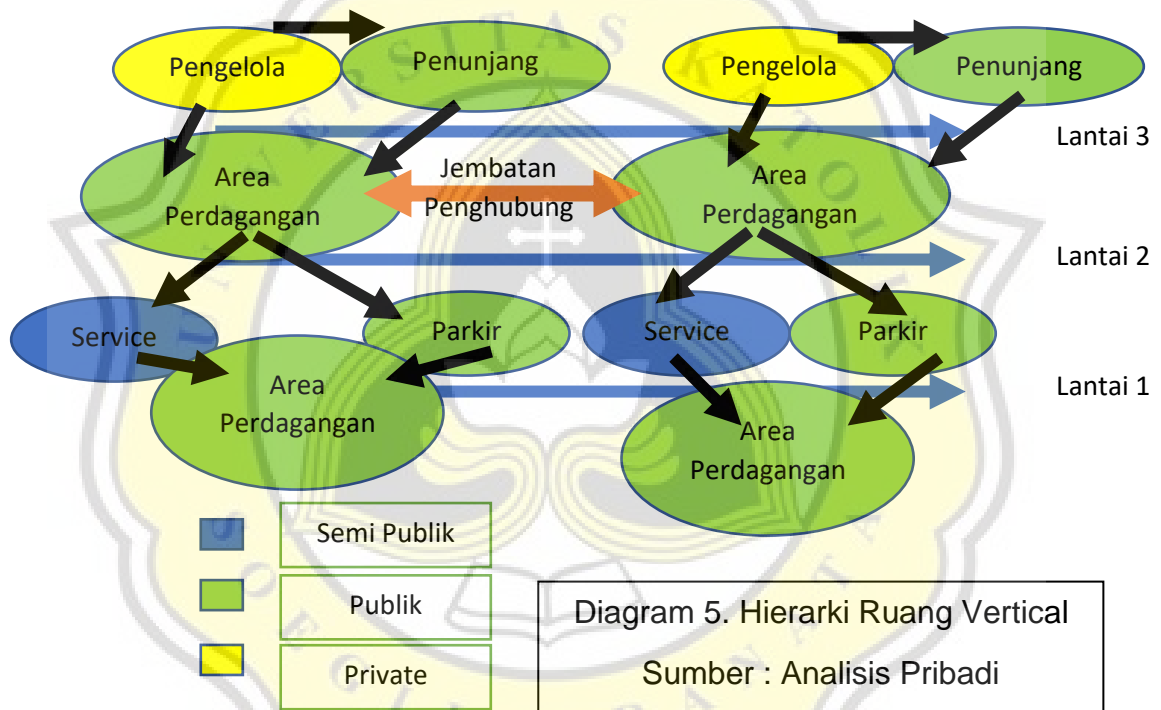 Pengelola
Penunjang
Pengelola
Penunjang
Lantai 3
Area
Perdagangan
Jembatan
Penghubung
Area
Perdagangan
Lantai 2
Service
Parkir
Service
Parkir
Lantai 1
Area
Perdagangan
Area
Perdagangan
Semi Publik
Publik
Private
Diagram 5. Hierarki Ruang Vertical
Sumber : Analisis Pribadi